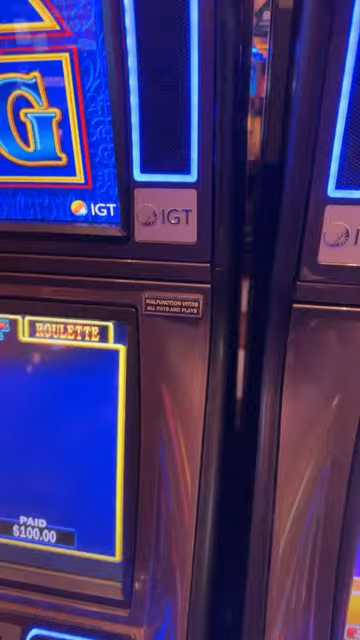 G
IGT
IGT
MALFUNCTION VOIDS
ALL PAYS AND PLAYS
ROULETTE
PAID
$100.00